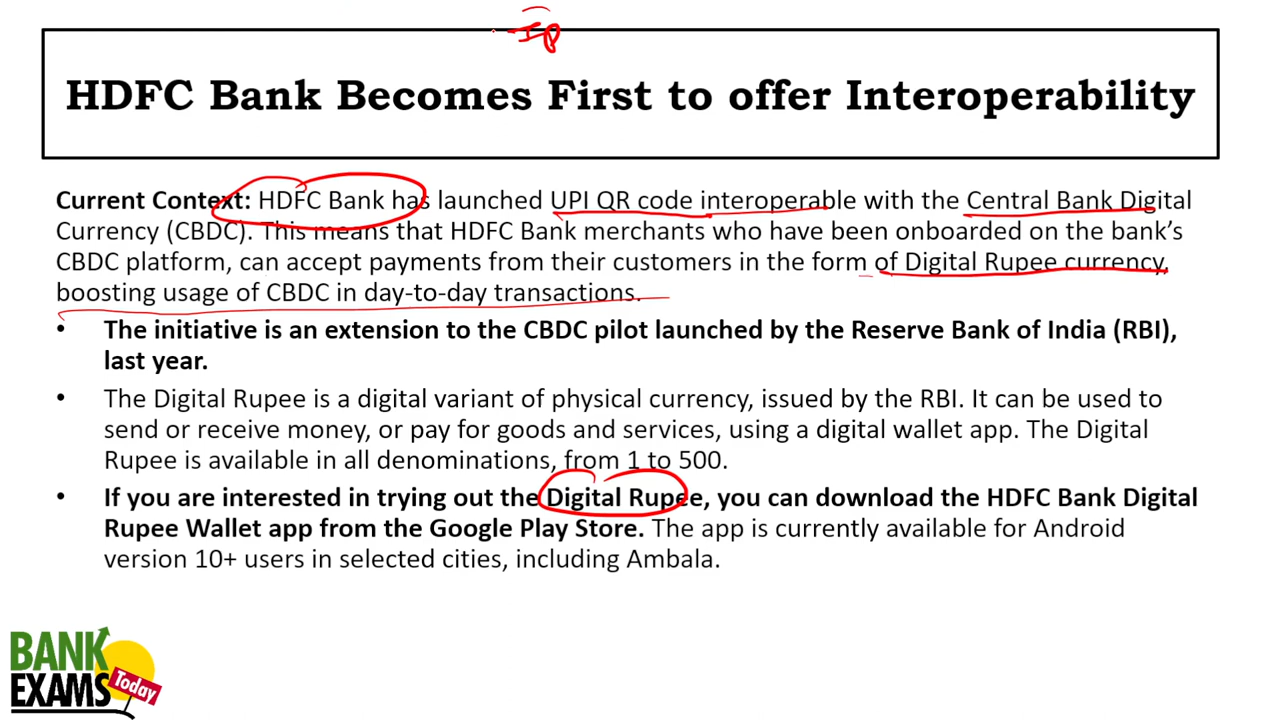 HDFC Bank Becomes First to offer Interoperability
Current Context: HDFC Bank has launched UPI QR code interoperable with the Central Bank Digital
Currency (CBDC). This means that HDFC Bank merchants who have been onboarded on the bank's
CBDC platform, can accept payments from their customers in the form of Digital Rupee currency,
boosting usage of CBDC in day-to-day transactions.
• The initiative is an extension to the CBDC pilot launched by the Reserve Bank of India (RBI),
last year.
• The Digital Rupee is a digital variant of physical currency, issued by the RBI. It can be used to
send or receive money, or pay for goods and services, using a digital wallet app. The Digital
Rupee is available in all denominations, from 1 to 500.
• If you are interested in trying out the Digital Rupee, you can download the HDFC Bank Digital
Rupee Wallet app from the Google Play Store. The app is currently available for Android
version 10+ users in selected cities, including Ambala.
BANK
EXAMS
Today